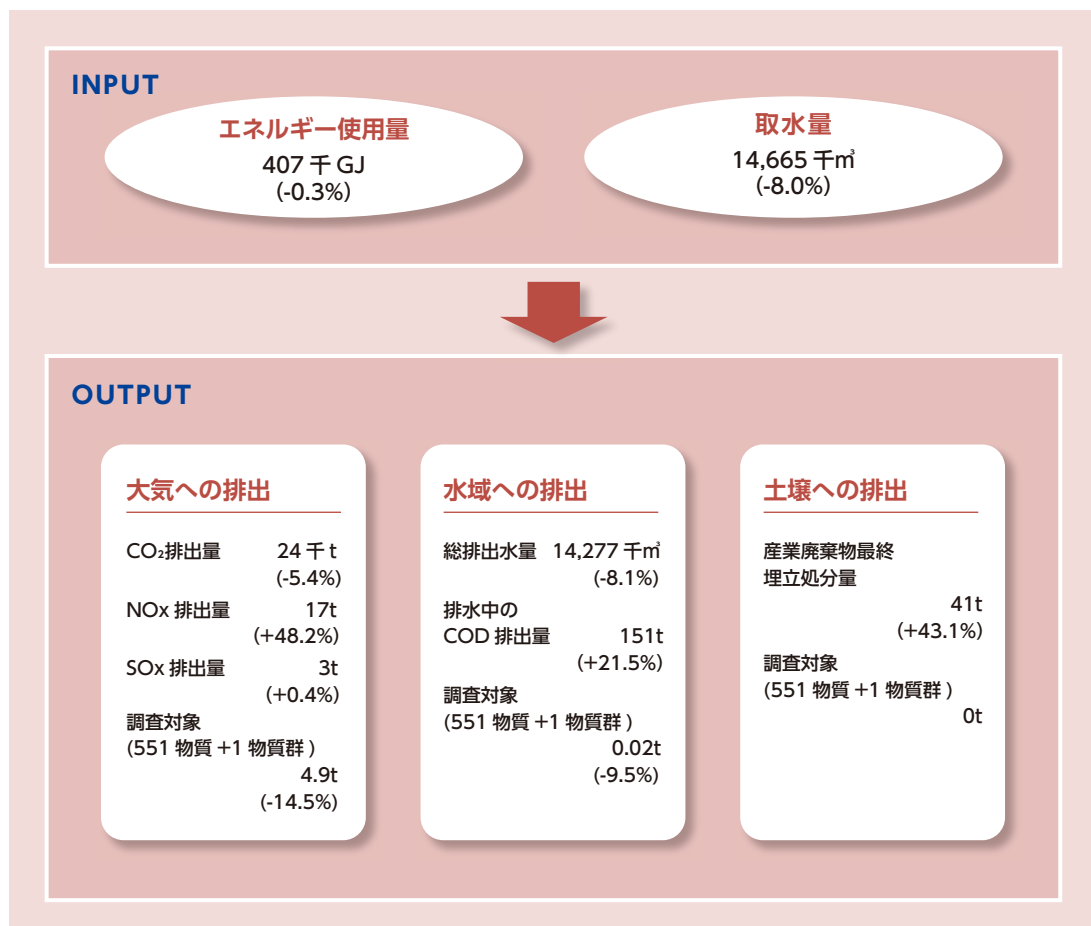 INPUT
エネルギー使用量
407 千 GJ
(-0.3%)
取水量
14,665 千㎥
(-8.0%)
OUTPUT
大気への排出
CO₂排出量 24 千 t
(-5.4%)
NOx 排出量 17t
(+48.2%)
SOx 排出量 3t
(+0.4%)
調査対象
(551 物質 +1 物質群 )
4.9t
(-14.5%)
水域への排出
総排出水量 14,277 千㎥
(-8.1%)
排水中の
COD 排出量 151t
(+21.5%)
調査対象
(551 物質 +1 物質群 )
0.02t
(-9.5%)
土壌への排出
産業廃棄物最終
埋立処分量
41t
(+43.1%)
調査対象
(551 物質 +1 物質群 )
0t